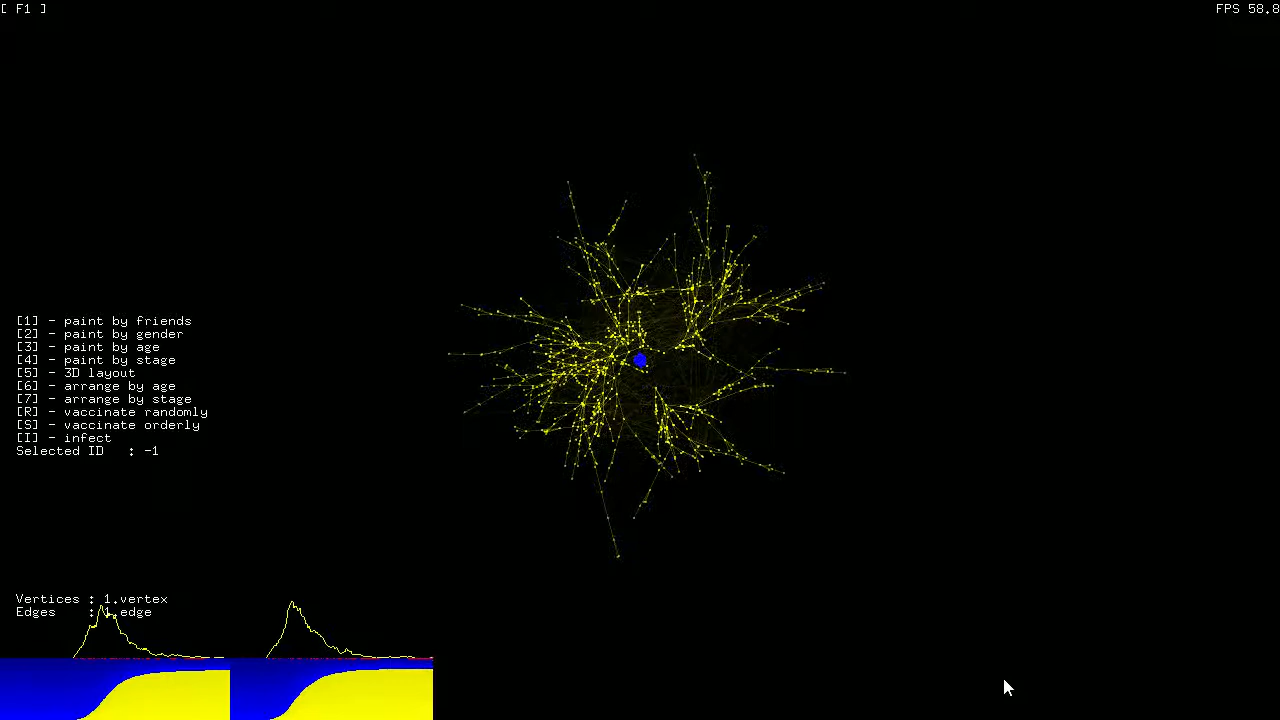 [ F1 ]
FPS 58.8
[1] - paint by friends
[2] - paint by gender
[3] - paint by age
[4] - paint by stage
[5] - 3D layout
[6] - arrange by age
[7] - arrange by stage
[R] - vaccinate randomly
[S] - vaccinate orderly
[I] - infect
Selected ID : -1
Vertices : 1.vertex
Edges : 1.edge